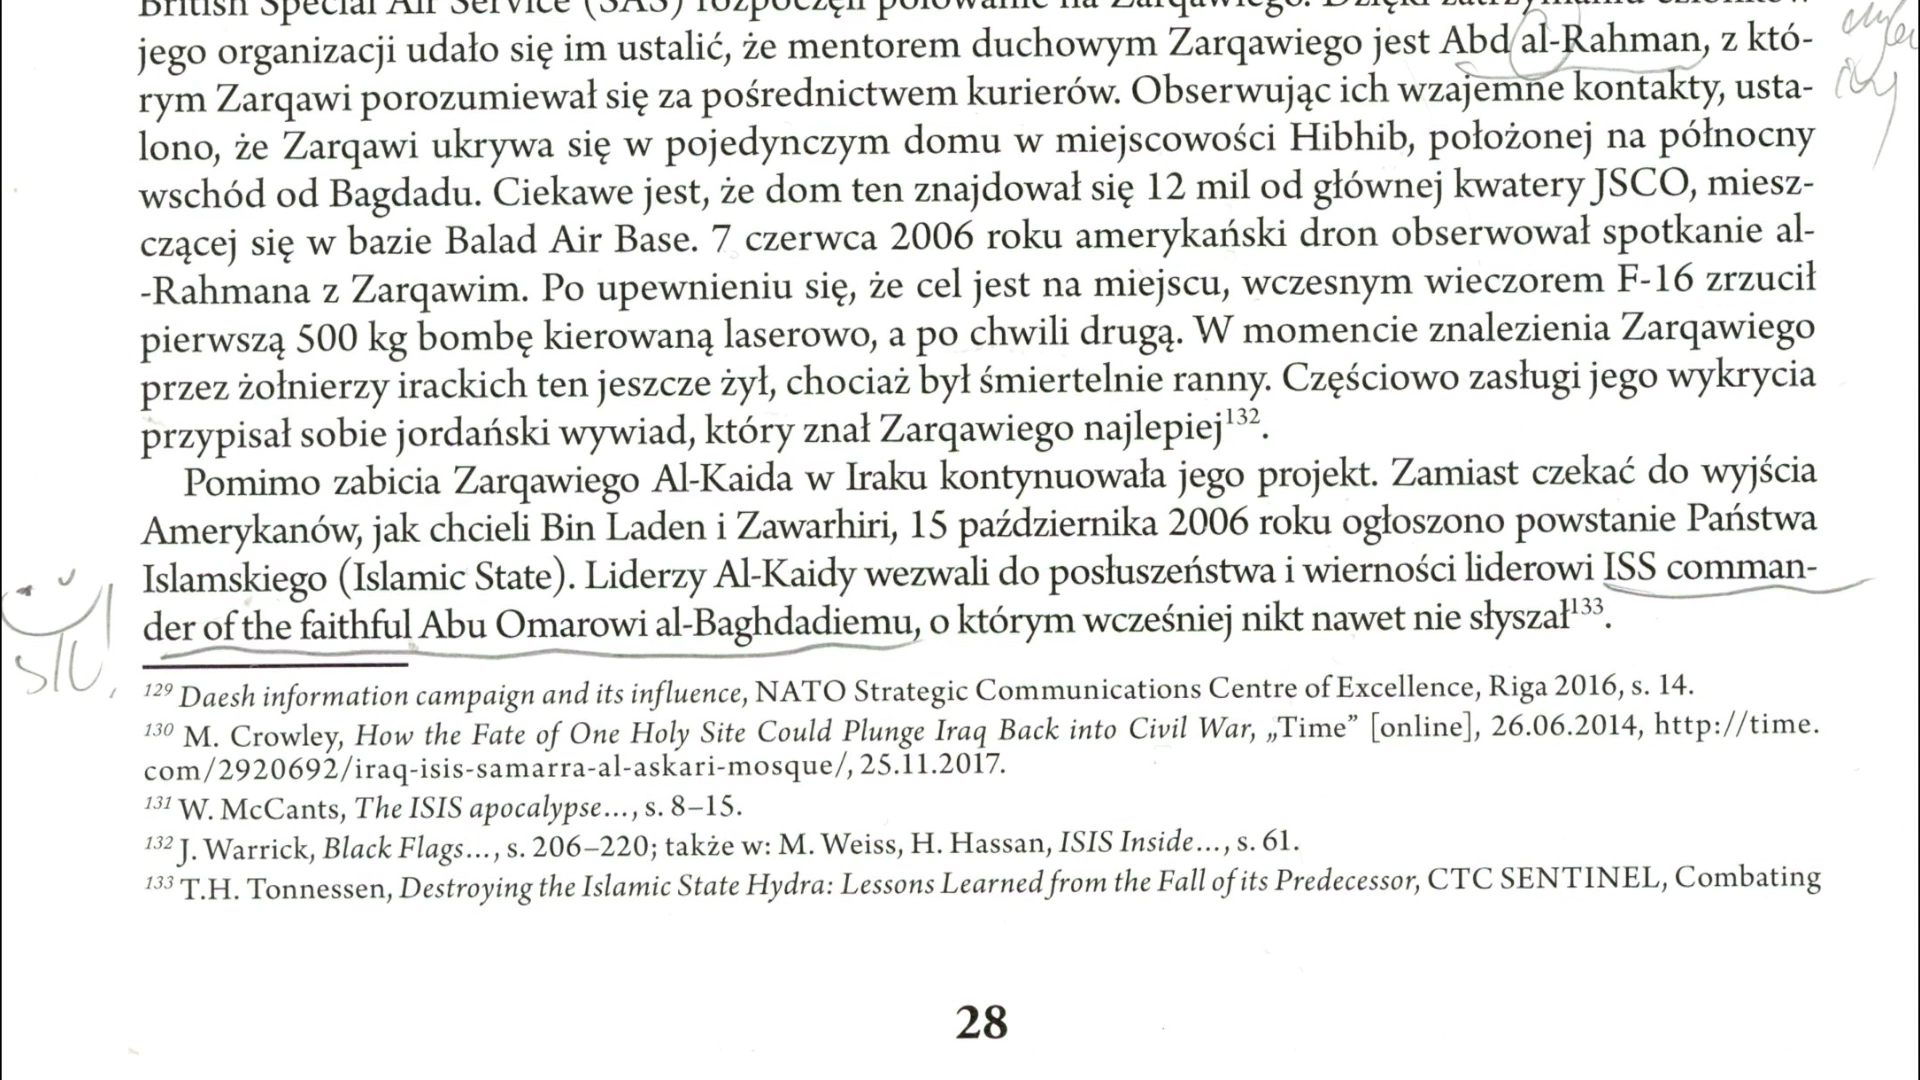 British Special Air Service (SAS) rozpoczęli polowanie na Zarqawiego. Dzięki zatrzymaniu członków
jego organizacji udało się im ustalić, że mentorem duchowym Zarqawiego jest Abd al-Rahman, z któ-
rym Zarqawi porozumiewał się za pośrednictwem kurierów. Obserwując ich wzajemne kontakty, usta-
lono, że Zarqawi ukrywa się w pojedynczym domu w miejscowości Hibhib, położonej na północny
wschód od Bagdadu. Ciekawe jest, że dom ten znajdował się 12 mil od głównej kwatery JSCO, miesz-
czącej się w bazie Balad Air Base. 7 czerwca 2006 roku amerykański dron obserwował spotkanie al-
-Rahmana z Zarqawim. Po upewnieniu się, że cel jest na miejscu, wczesnym wieczorem F-16 zrzucił
pierwszą 500 kg bombę kierowaną laserowo, a po chwili drugą. W momencie znalezienia Zarqawiego
przez żołnierzy irackich ten jeszcze żył, chociaż był śmiertelnie ranny. Częściowo zasługi jego wykrycia
przypisał sobie jordański wywiad, który znał Zarqawiego najlepiej132.
Pomimo zabicia Zarqawiego Al-Kaida w Iraku kontynuowała jego projekt. Zamiast czekać do wyjścia
Amerykanów, jak chcieli Bin Laden i Zawarhiri, 15 października 2006 roku ogłoszono powstanie Państwa
Islamskiego (Islamic State). Liderzy Al-Kaidy wezwali do posłuszeństwa i wierności liderowi ISS comman-
der of the faithful Abu Omarowi al-Baghdadiemu, o którym wcześniej nikt nawet nie słyszał133.
129 Daesh information campaign and its influence, NATO Strategic Communications Centre of Excellence, Riga 2016, s. 14.
130 M. Crowley, How the Fate of One Holy Site Could Plunge Iraq Back into Civil War, „Time” [online], 26.06.2014, http://time.
com/2920692/iraq-isis-samarra-al-askari-mosque/, 25.11.2017.
131 W. McCants, The ISIS apocalypse..., s. 8–15.
132 J. Warrick, Black Flags..., s. 206–220; także w: M. Weiss, H. Hassan, ISIS Inside..., s. 61.
133 T.H. Tonnessen, Destroying the Islamic State Hydra: Lessons Learned from the Fall of its Predecessor, CTC SENTINEL, Combating
28